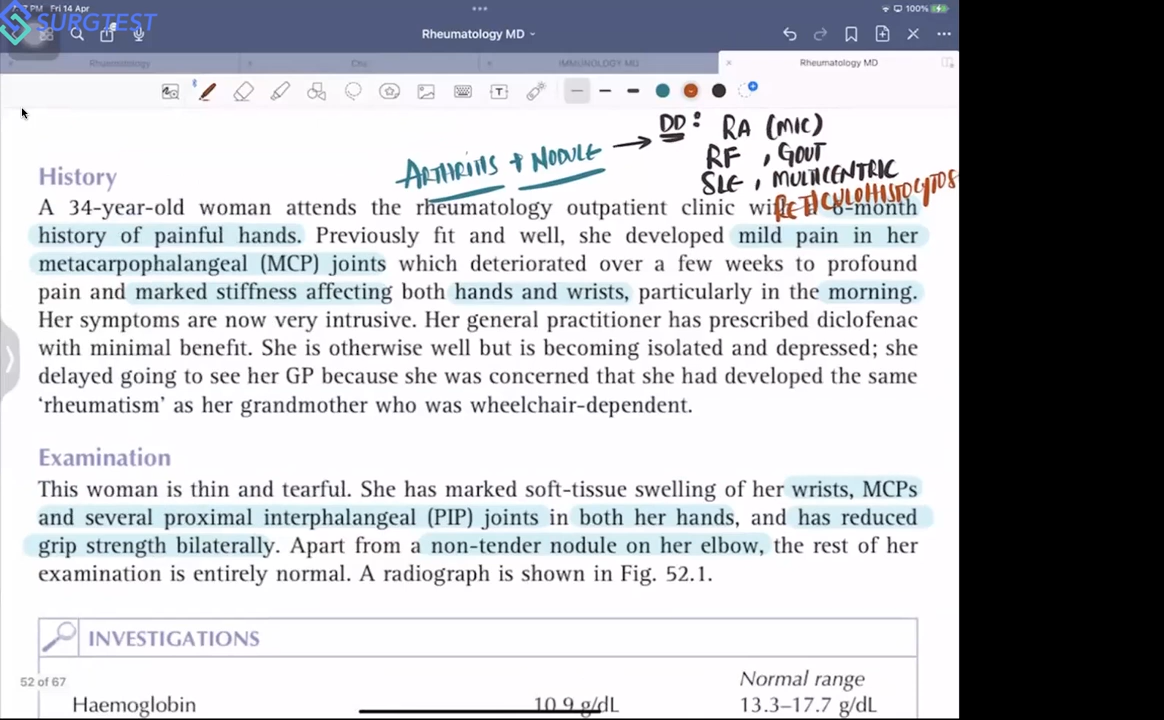 PM Fri 14 Apr
100%
SURGTEST
Rheumatology MD
Rheumatology
IMMUNOLOGY MD
Rheumatology MD
ARTHRITIS + NODULE → DD: RA (MIC)
RF , GOUT
SLE , MULTICENTRIC
RETICULOHISTOCYTOS
History
A 34-year-old woman attends the rheumatology outpatient clinic 6-month
history of painful hands. Previously fit and well, she developed mild pain in her
metacarpophalangeal (MCP) joints which deteriorated over a few weeks to profound
pain and marked stiffness affecting both hands and wrists, particularly in the morning.
Her symptoms are now very intrusive. Her general practitioner has prescribed diclofenac
with minimal benefit. She is otherwise well but is becoming isolated and depressed; she
delayed going to see her GP because she was concerned that she had developed the same
‘rheumatism’ as her grandmother who was wheelchair-dependent.
Examination
This woman is thin and tearful. She has marked soft-tissue swelling of her wrists, MCPs
and several proximal interphalangeal (PIP) joints in both her hands, and has reduced
grip strength bilaterally. Apart from a non-tender nodule on her elbow, the rest of her
examination is entirely normal. A radiograph is shown in Fig. 52.1.
INVESTIGATIONS
52 of 67
Normal range
Haemoglobin 10.9 g/dL 13.3–17.7 g/dL